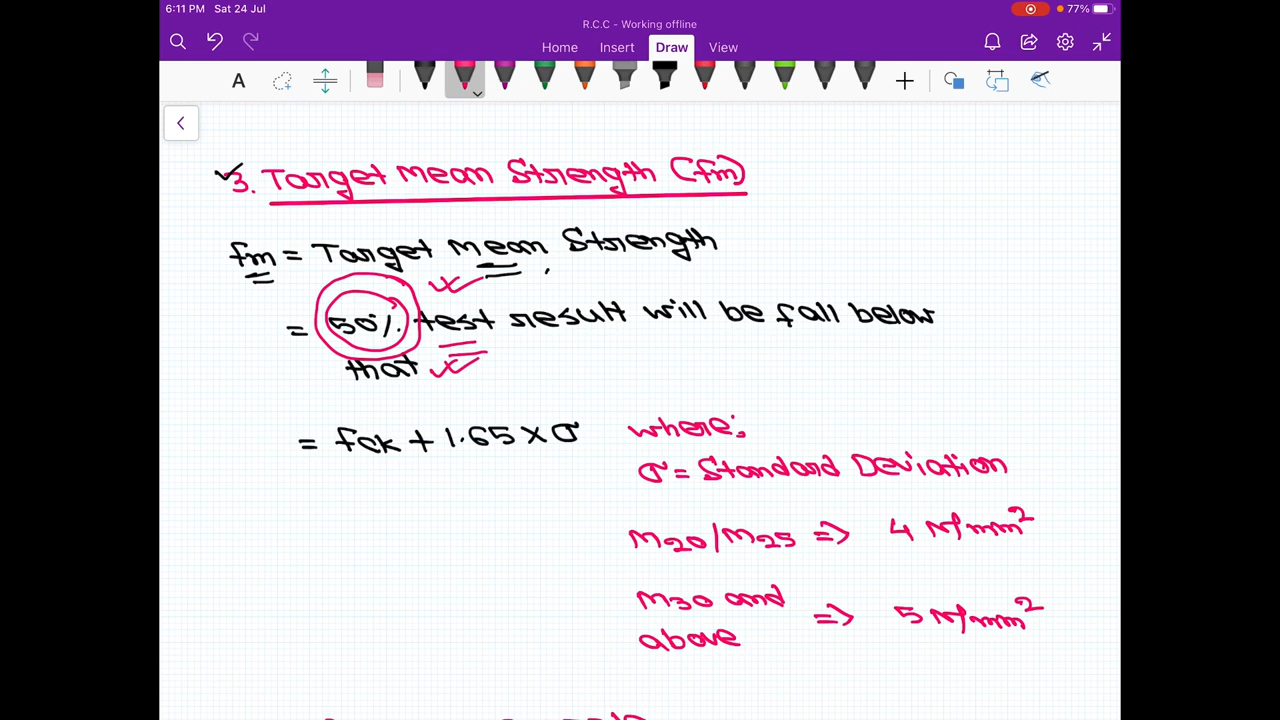 6:11 PM Sat 24 Jul 77%
R.C.C - Working offline
Home Insert Draw View
A
3. Target Mean Strength (fm)
fm = Target Mean Strength
= 50% test result will be fall below
that
= fck + 1.65 × σ where;
σ = Standard Deviation
M20/M25 => 4 N/mm²
M30 and
above => 5 N/mm²